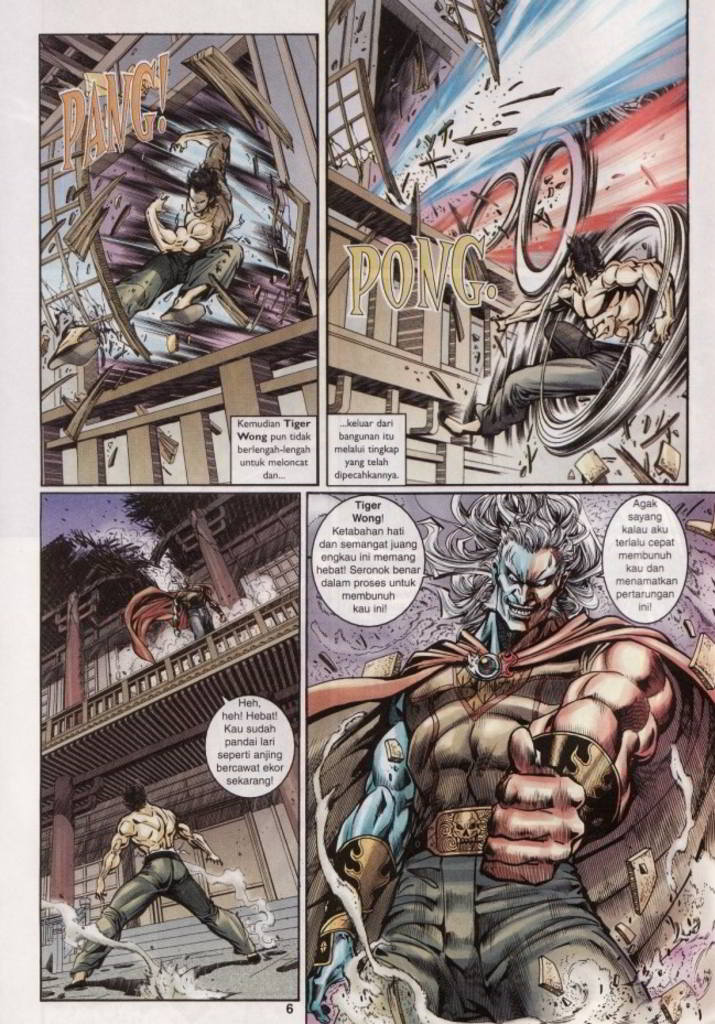 PANG!
Kemudian Tiger
Wong pun tidak
berlengah-lengah
untuk meloncat
dan...
PONG.
...keluar dari
bangunan itu
melalui tingkap
yang telah
dipecahkannya.
Heh,
heh! Hebat!
Kau sudah
pandai lari
seperti anjing
bercawat ekor
sekarang!
Tiger
Wong!
Ketabahan hati
dan semangat juang
engkau ini memang
hebat! Seronok benar
dalam proses untuk
membunuh
kau ini!
Agak
sayang
kalau aku
terlalu cepat
membunuh
kau dan
menamatkan
pertarungan
ini!
6